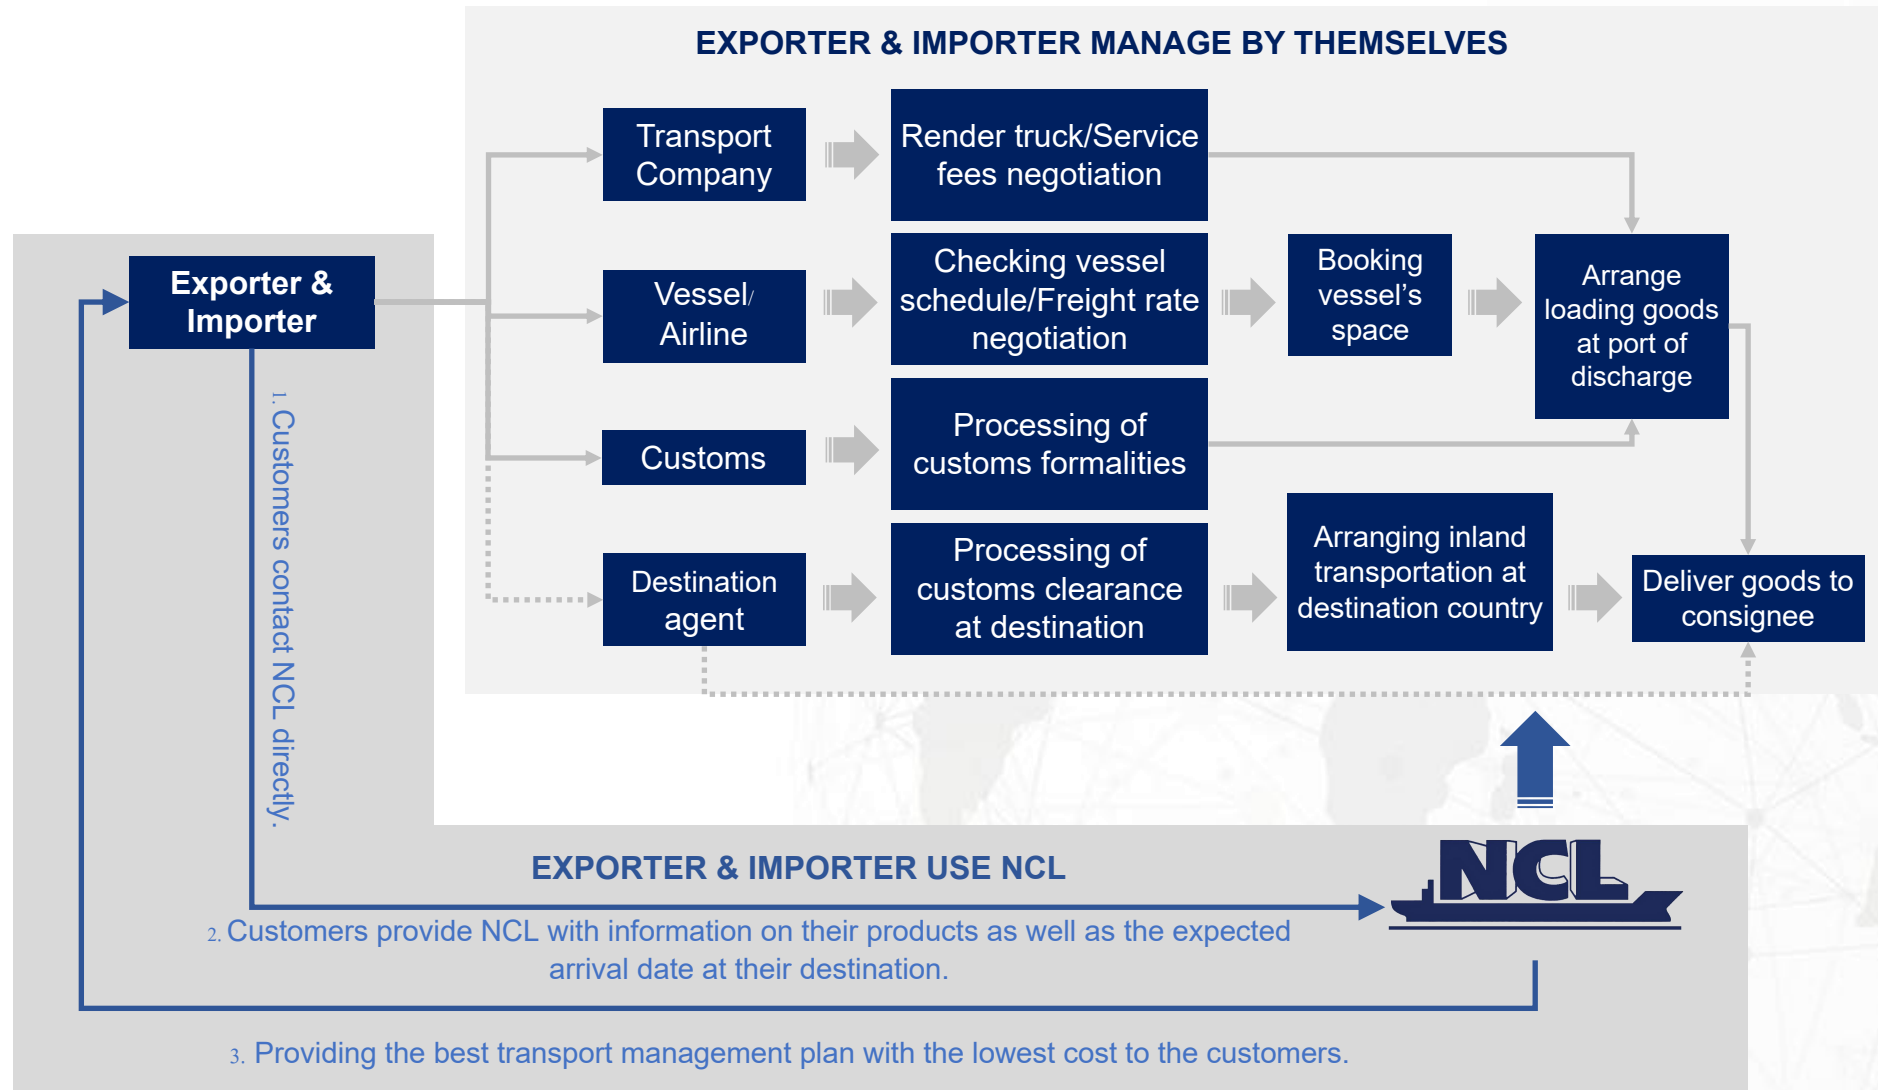 EXPORTER & IMPORTER MANAGE BY THEMSELVES
Transport
Company
Render truck/Service
fees negotiation
Exporter &
Importer
Vessel/
Airline
Checking vessel
schedule/Freight rate
negotiation
Booking
vessel’s
space
Arrange
loading goods
at port of
discharge
Customs
Processing of
customs formalities
Destination
agent
Processing of
customs clearance
at destination
Arranging inland
transportation at
destination country
Deliver goods to
consignee
1. Customers contact NCL directly.
EXPORTER & IMPORTER USE NCL
NCL
2. Customers provide NCL with information on their products as well as the expected
arrival date at their destination.
3. Providing the best transport management plan with the lowest cost to the customers.